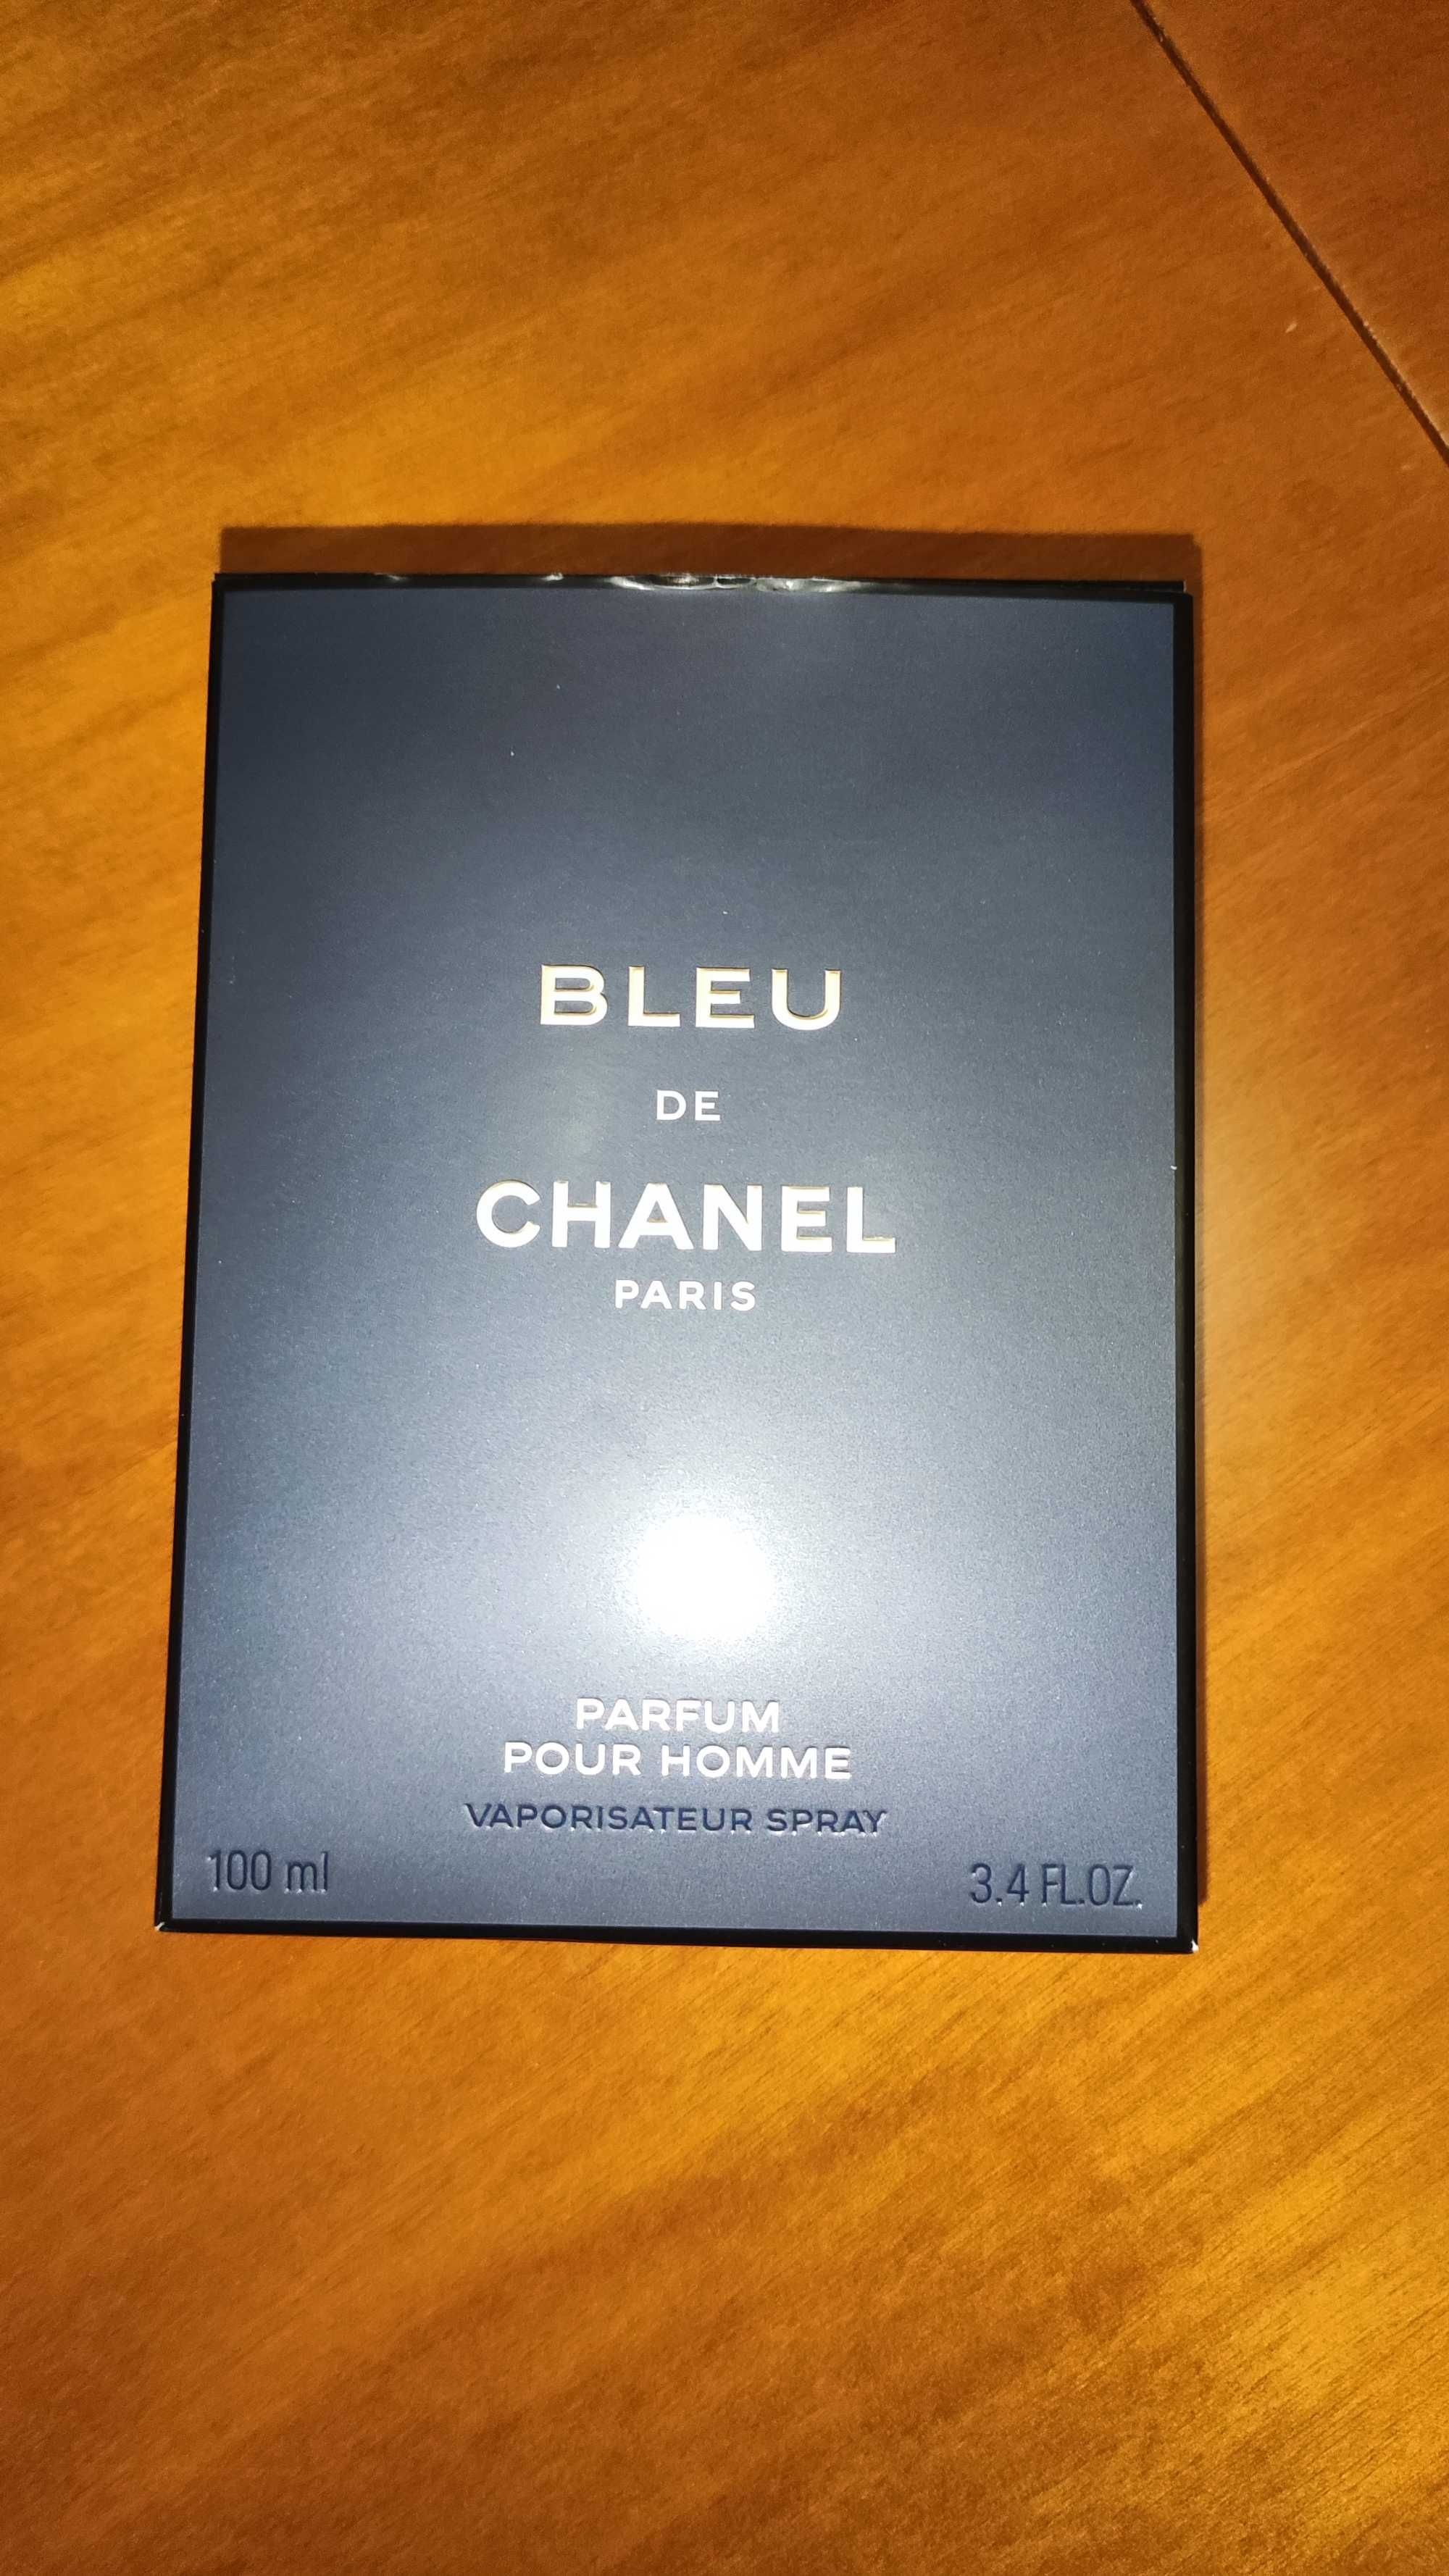 BLEU
DE
CHANEL
PARIS
PARFUM
POUR HOMME
VAPORISATEUR SPRAY
100 ml
3.4 FL.OZ.